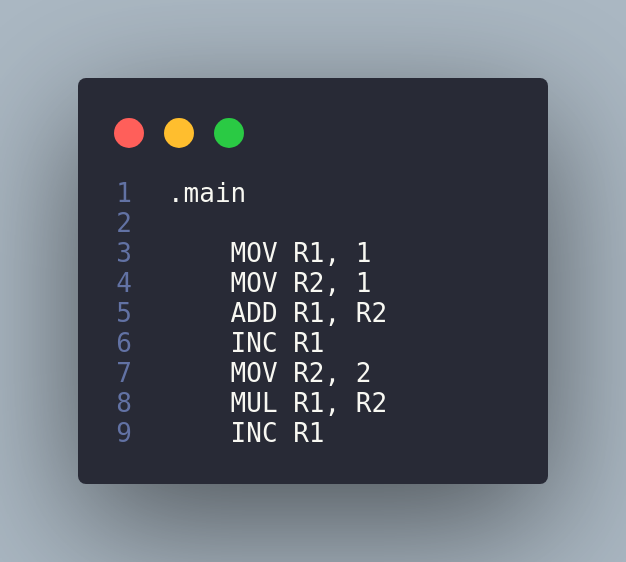 1 .main
2
3 MOV R1, 1
4 MOV R2, 1
5 ADD R1, R2
6 INC R1
7 MOV R2, 2
8 MUL R1, R2
9 INC R1